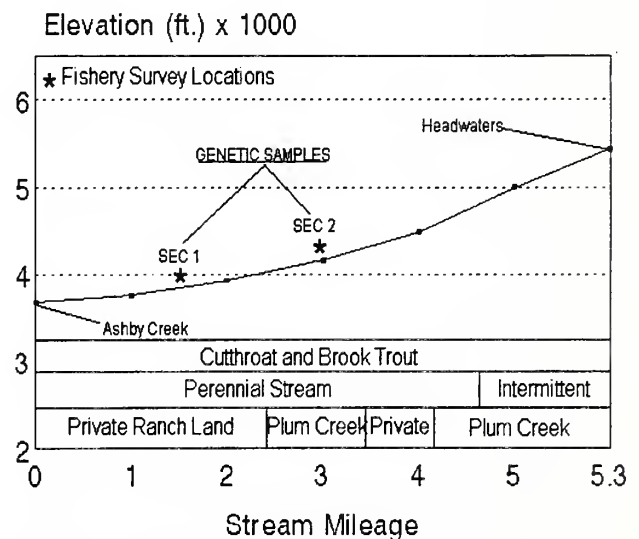 Elevation (ft.) x 1000
★ Fishery Survey Locations
6
Headwaters
GENETIC SAMPLES
5
SEC 2
SEC 1
4
Ashby Creek
3
Cutthroat and Brook Trout
Perennial Stream Intermittent
Private Ranch Land Plum Creek Private Plum Creek
2
0 1 2 3 4 5 5.3
Stream Mileage